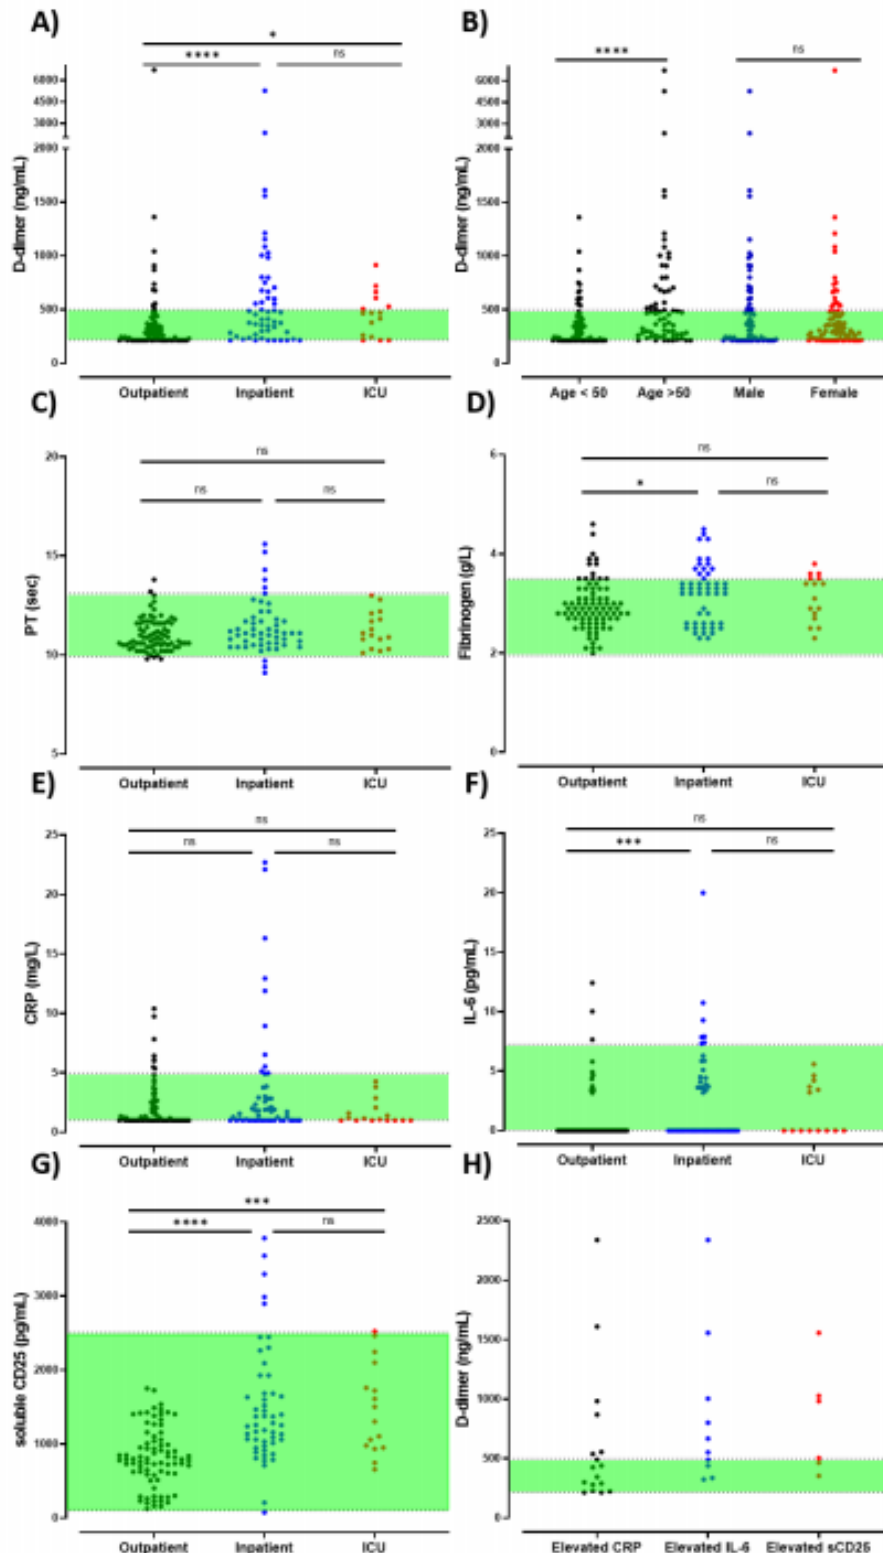 A)
*
**** ns
6000
4500
3000
2000
1500
1000
500
0
D-dimer (ng/mL)
Outpatient Inpatient ICU
B)
**** ns
6000
4500
3000
2000
1500
1000
500
0
D-dimer (ng/mL)
Age < 50 Age >50 Male Female
C)
ns
ns ns
20
15
10
5
PT (sec)
Outpatient Inpatient ICU
D)
ns
* ns
6
4
2
0
Fibrinogen (g/L)
Outpatient Inpatient ICU
E)
ns
ns ns
25
20
15
10
5
0
CRP (mg/L)
Outpatient Inpatient ICU
F)
ns
*** ns
25
20
15
10
5
0
IL-6 (pg/mL)
Outpatient Inpatient ICU
G)
***
**** ns
4000
3000
2000
1000
0
soluble CD25 (pg/mL)
Outpatient Inpatient ICU
H)
2500
2000
1500
1000
500
0
D-dimer (ng/mL)
Elevated CRP Elevated IL-6 Elevated sCD25